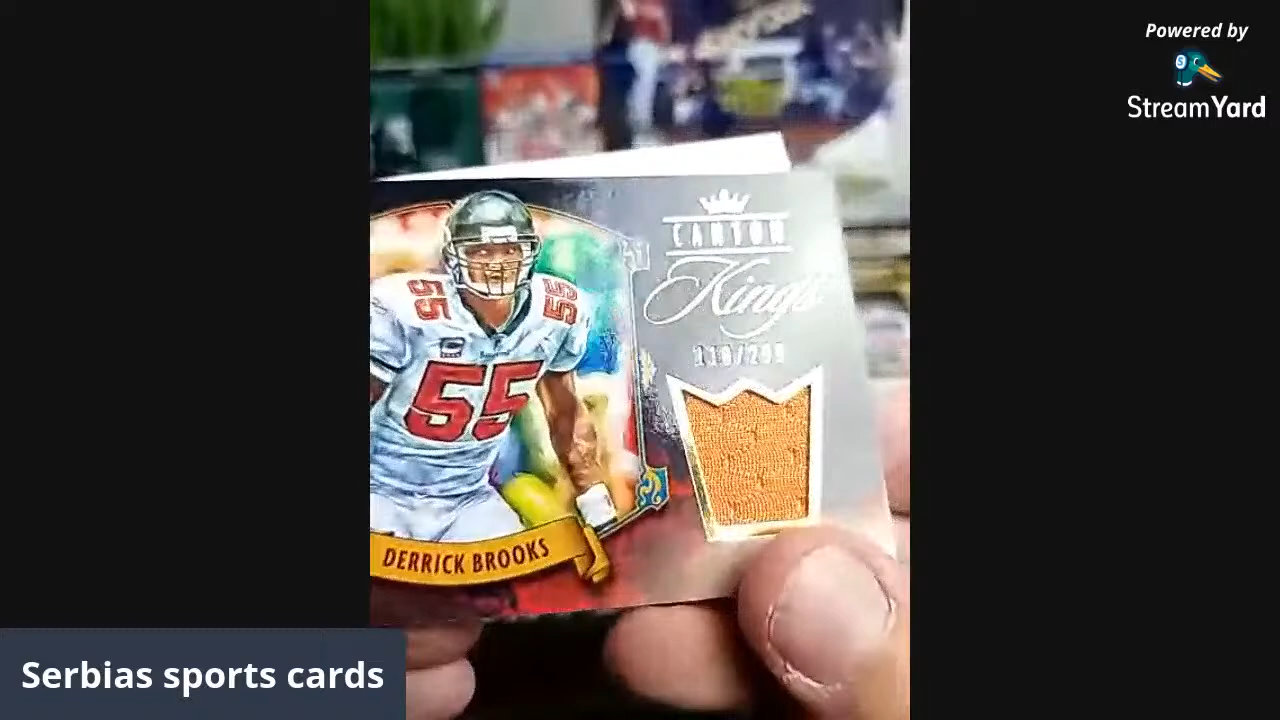 Powered by
StreamYard
CANTON
Kings
55
55
55
DERRICK BROOKS
Serbias sports cards